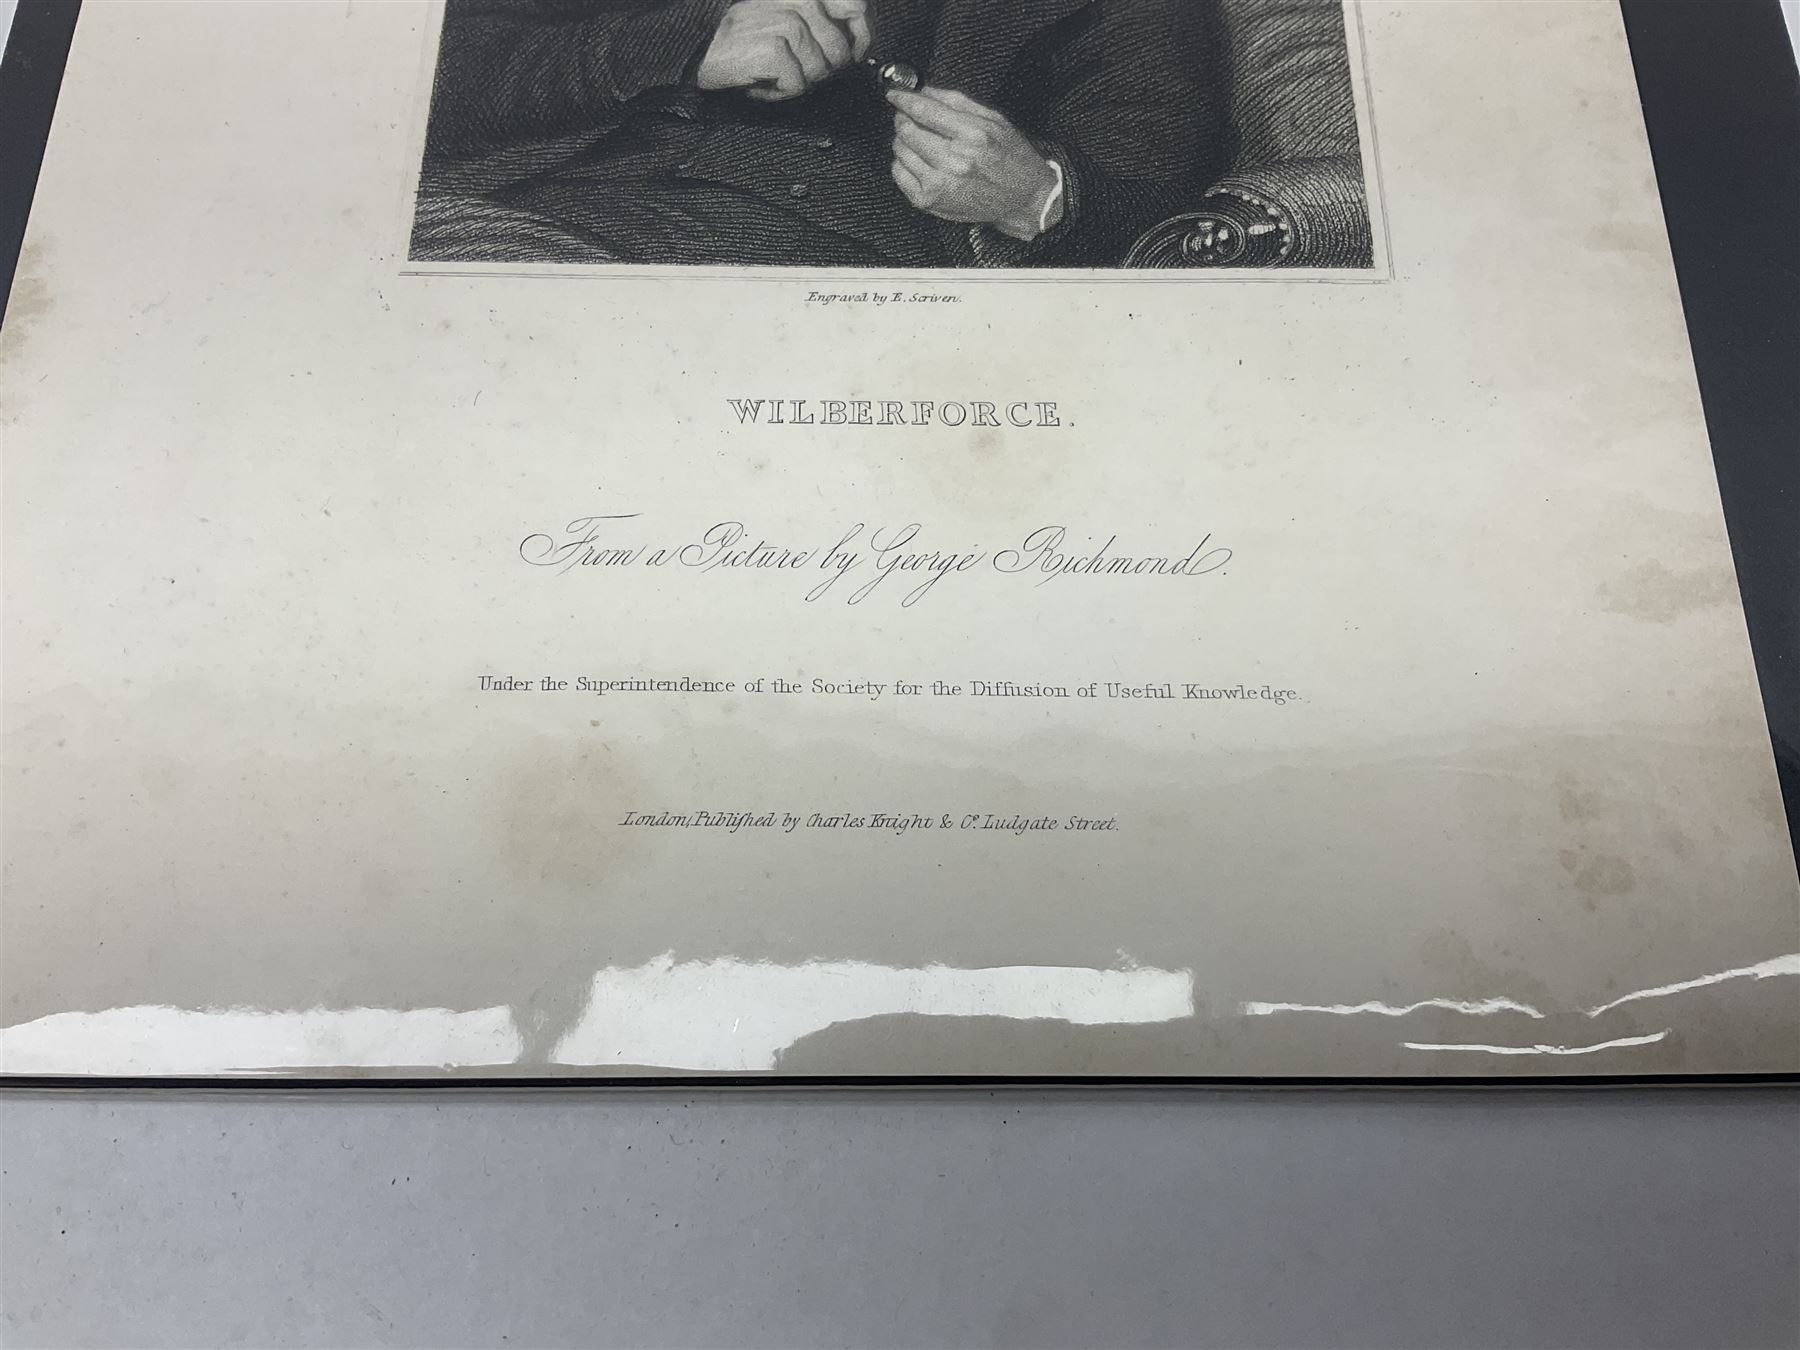 Engraved by E. Scriven.
WILBERFORCE.
From a Picture by George Richmond.
Under the Superintendence of the Society for the Diffusion of Useful Knowledge.
London, Publiſhed by Charles Knight & Co. Ludgate Street.